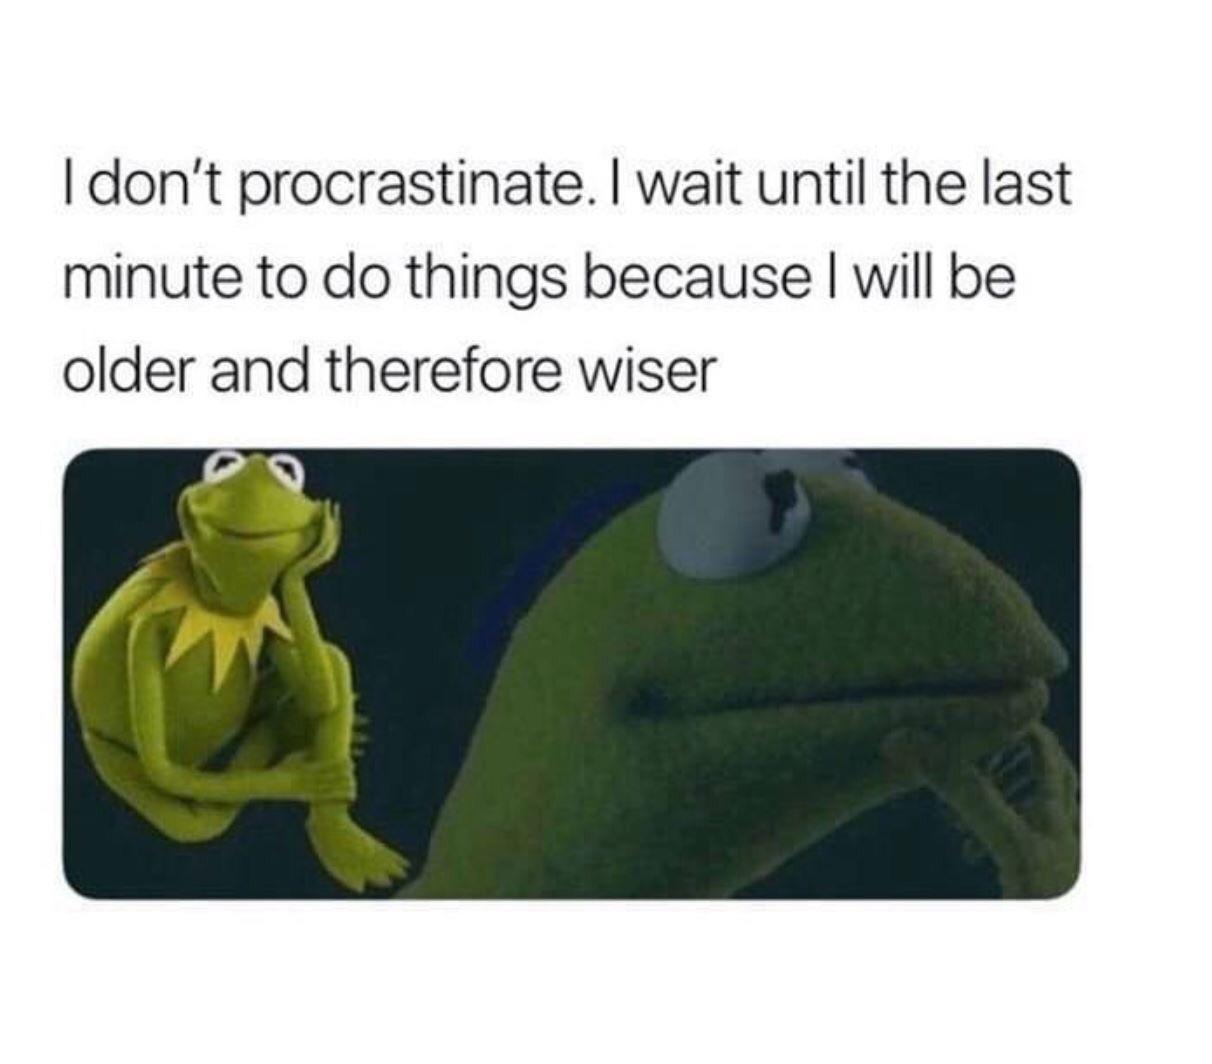 I don't procrastinate. I wait until the last
minute to do things because I will be
older and therefore wiser